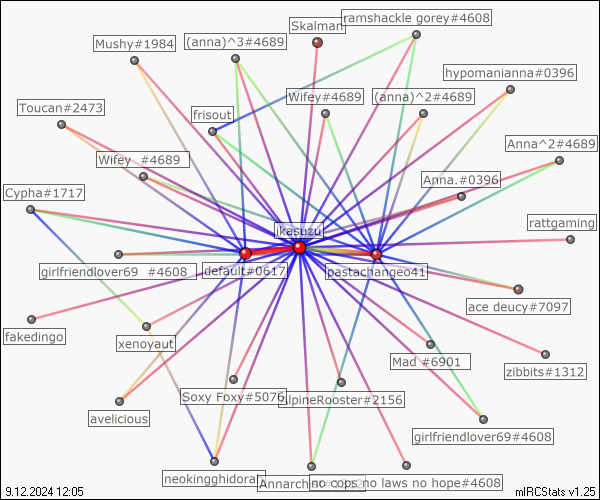 Skalman
ramshackle gorey#4608
Mushy#1984
(anna)^3#4689
hypomanianna#0396
Wifey#4689
(anna)^2#4689
Toucan#2473
frisout
Anna^2#4689
Wifey_ #4689
Anna.#0396
Cypha#1717
rattgaming
ikasuzu
girlfriendlover69 #4608
default#0617
pastachangeo41
ace deucy#7097
fakedingo
xenoyaut
Mad #6901
zibbits#1312
Soxy Foxy#5076
AlpineRooster#2156
avelicious
girlfriendlover69#4608
neokingghidorah
no cops no laws no hope#4608
9.12.2024 12:05
mIRCStats v1.25